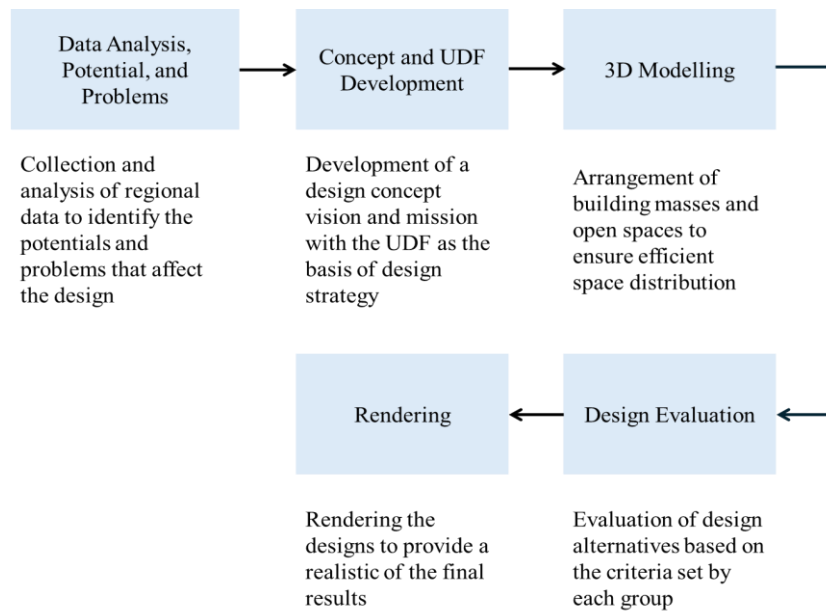 Data Analysis,
Potential, and
Problems
Concept and UDF
Development
3D Modelling
Collection and
analysis of regional
data to identify the
potentials and
problems that affect
the design
Development of a
design concept
vision and mission
with the UDF as the
basis of design
strategy
Arrangement of
building masses and
open spaces to
ensure efficient
space distribution
Rendering
Design Evaluation
Rendering the
designs to provide a
realistic of the final
results
Evaluation of design
alternatives based on
the criteria set by
each group